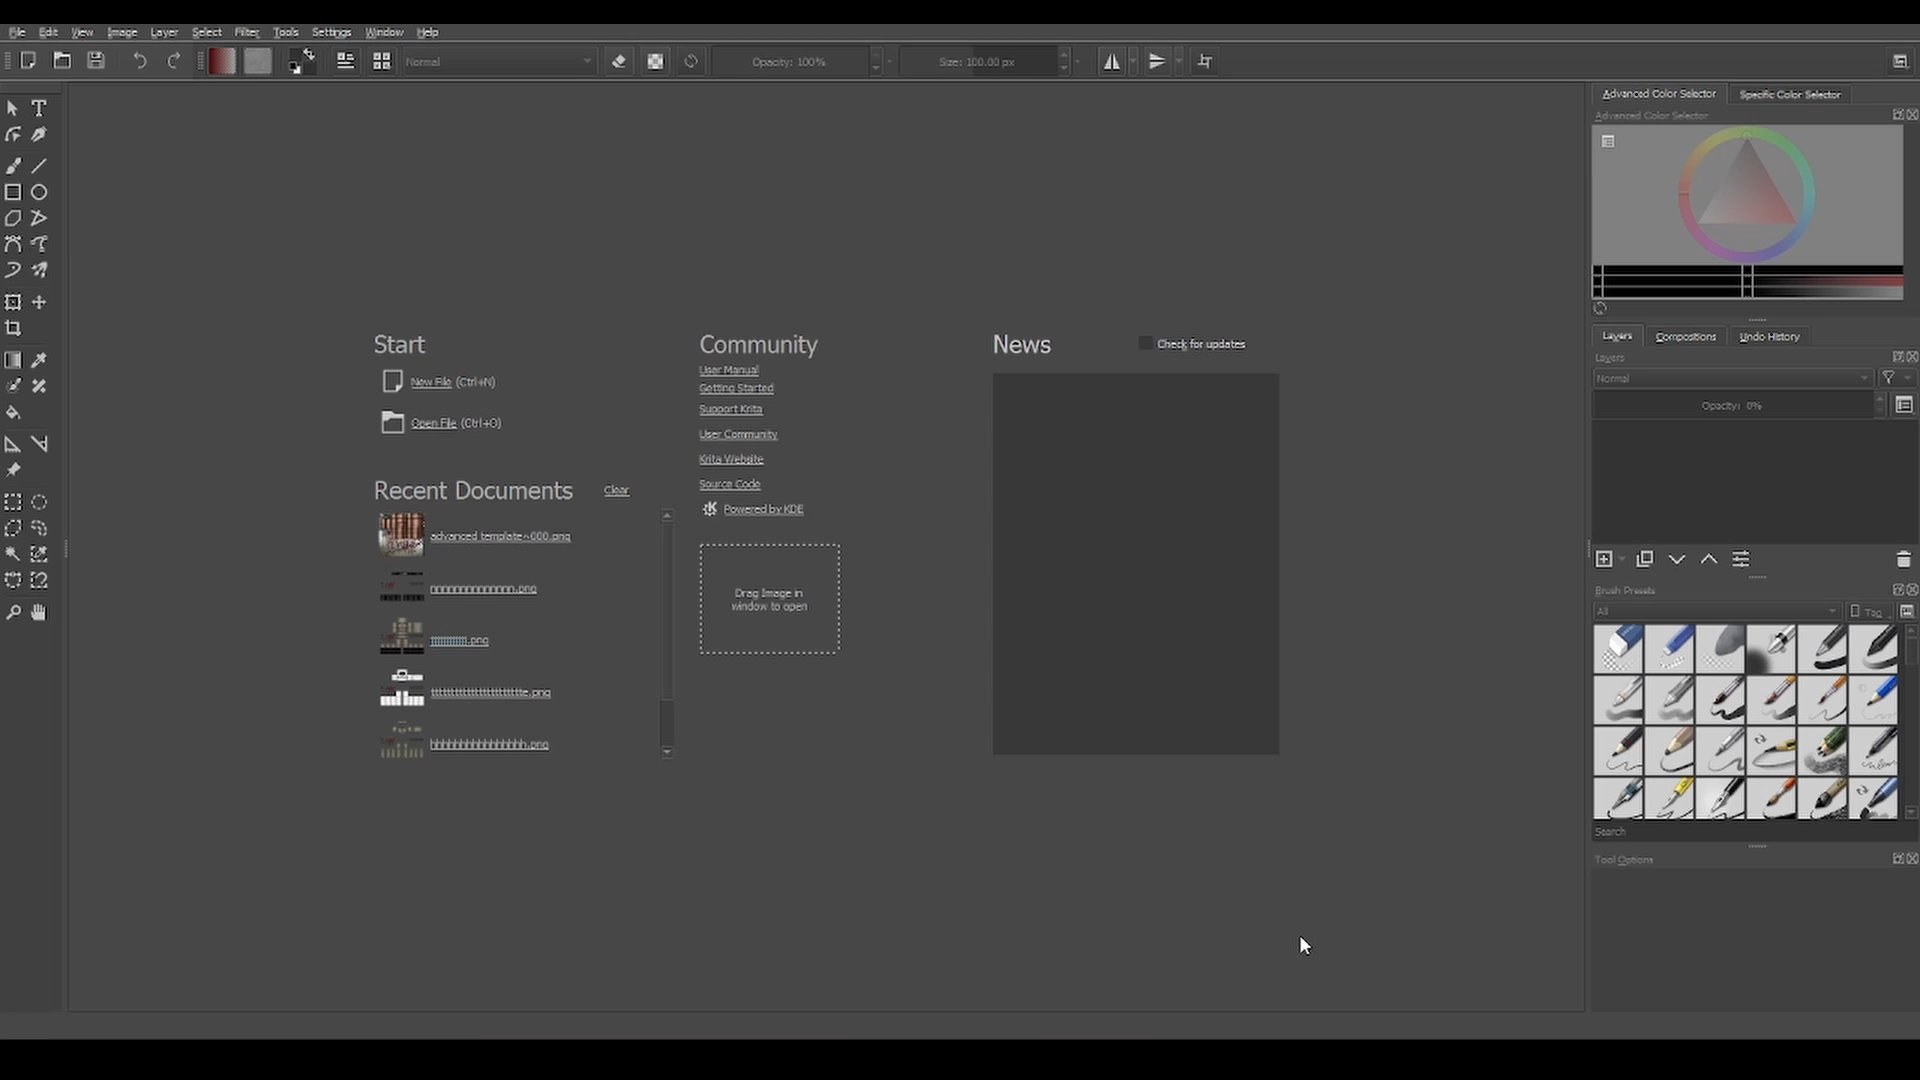 File Edit View Image Layer Select Filter Tools Settings Window Help
Normal Opacity: 100% Size: 100.00 px
Advanced Color Selector Specific Color Selector
Advanced Color Selector
Start
New File (Ctrl+N)
Open File (Ctrl+O)
Recent Documents Clear
advanced template~000.png
Community
User Manual
Getting Started
Support Krita
User Community
Krita Website
Source Code
Powered by KDE
Drag Image in
window to open
News Check for updates
Layers Compositions Undo History
Layers
Normal
Opacity: 0%
Brush Presets
All Tag
Search
Tool Options